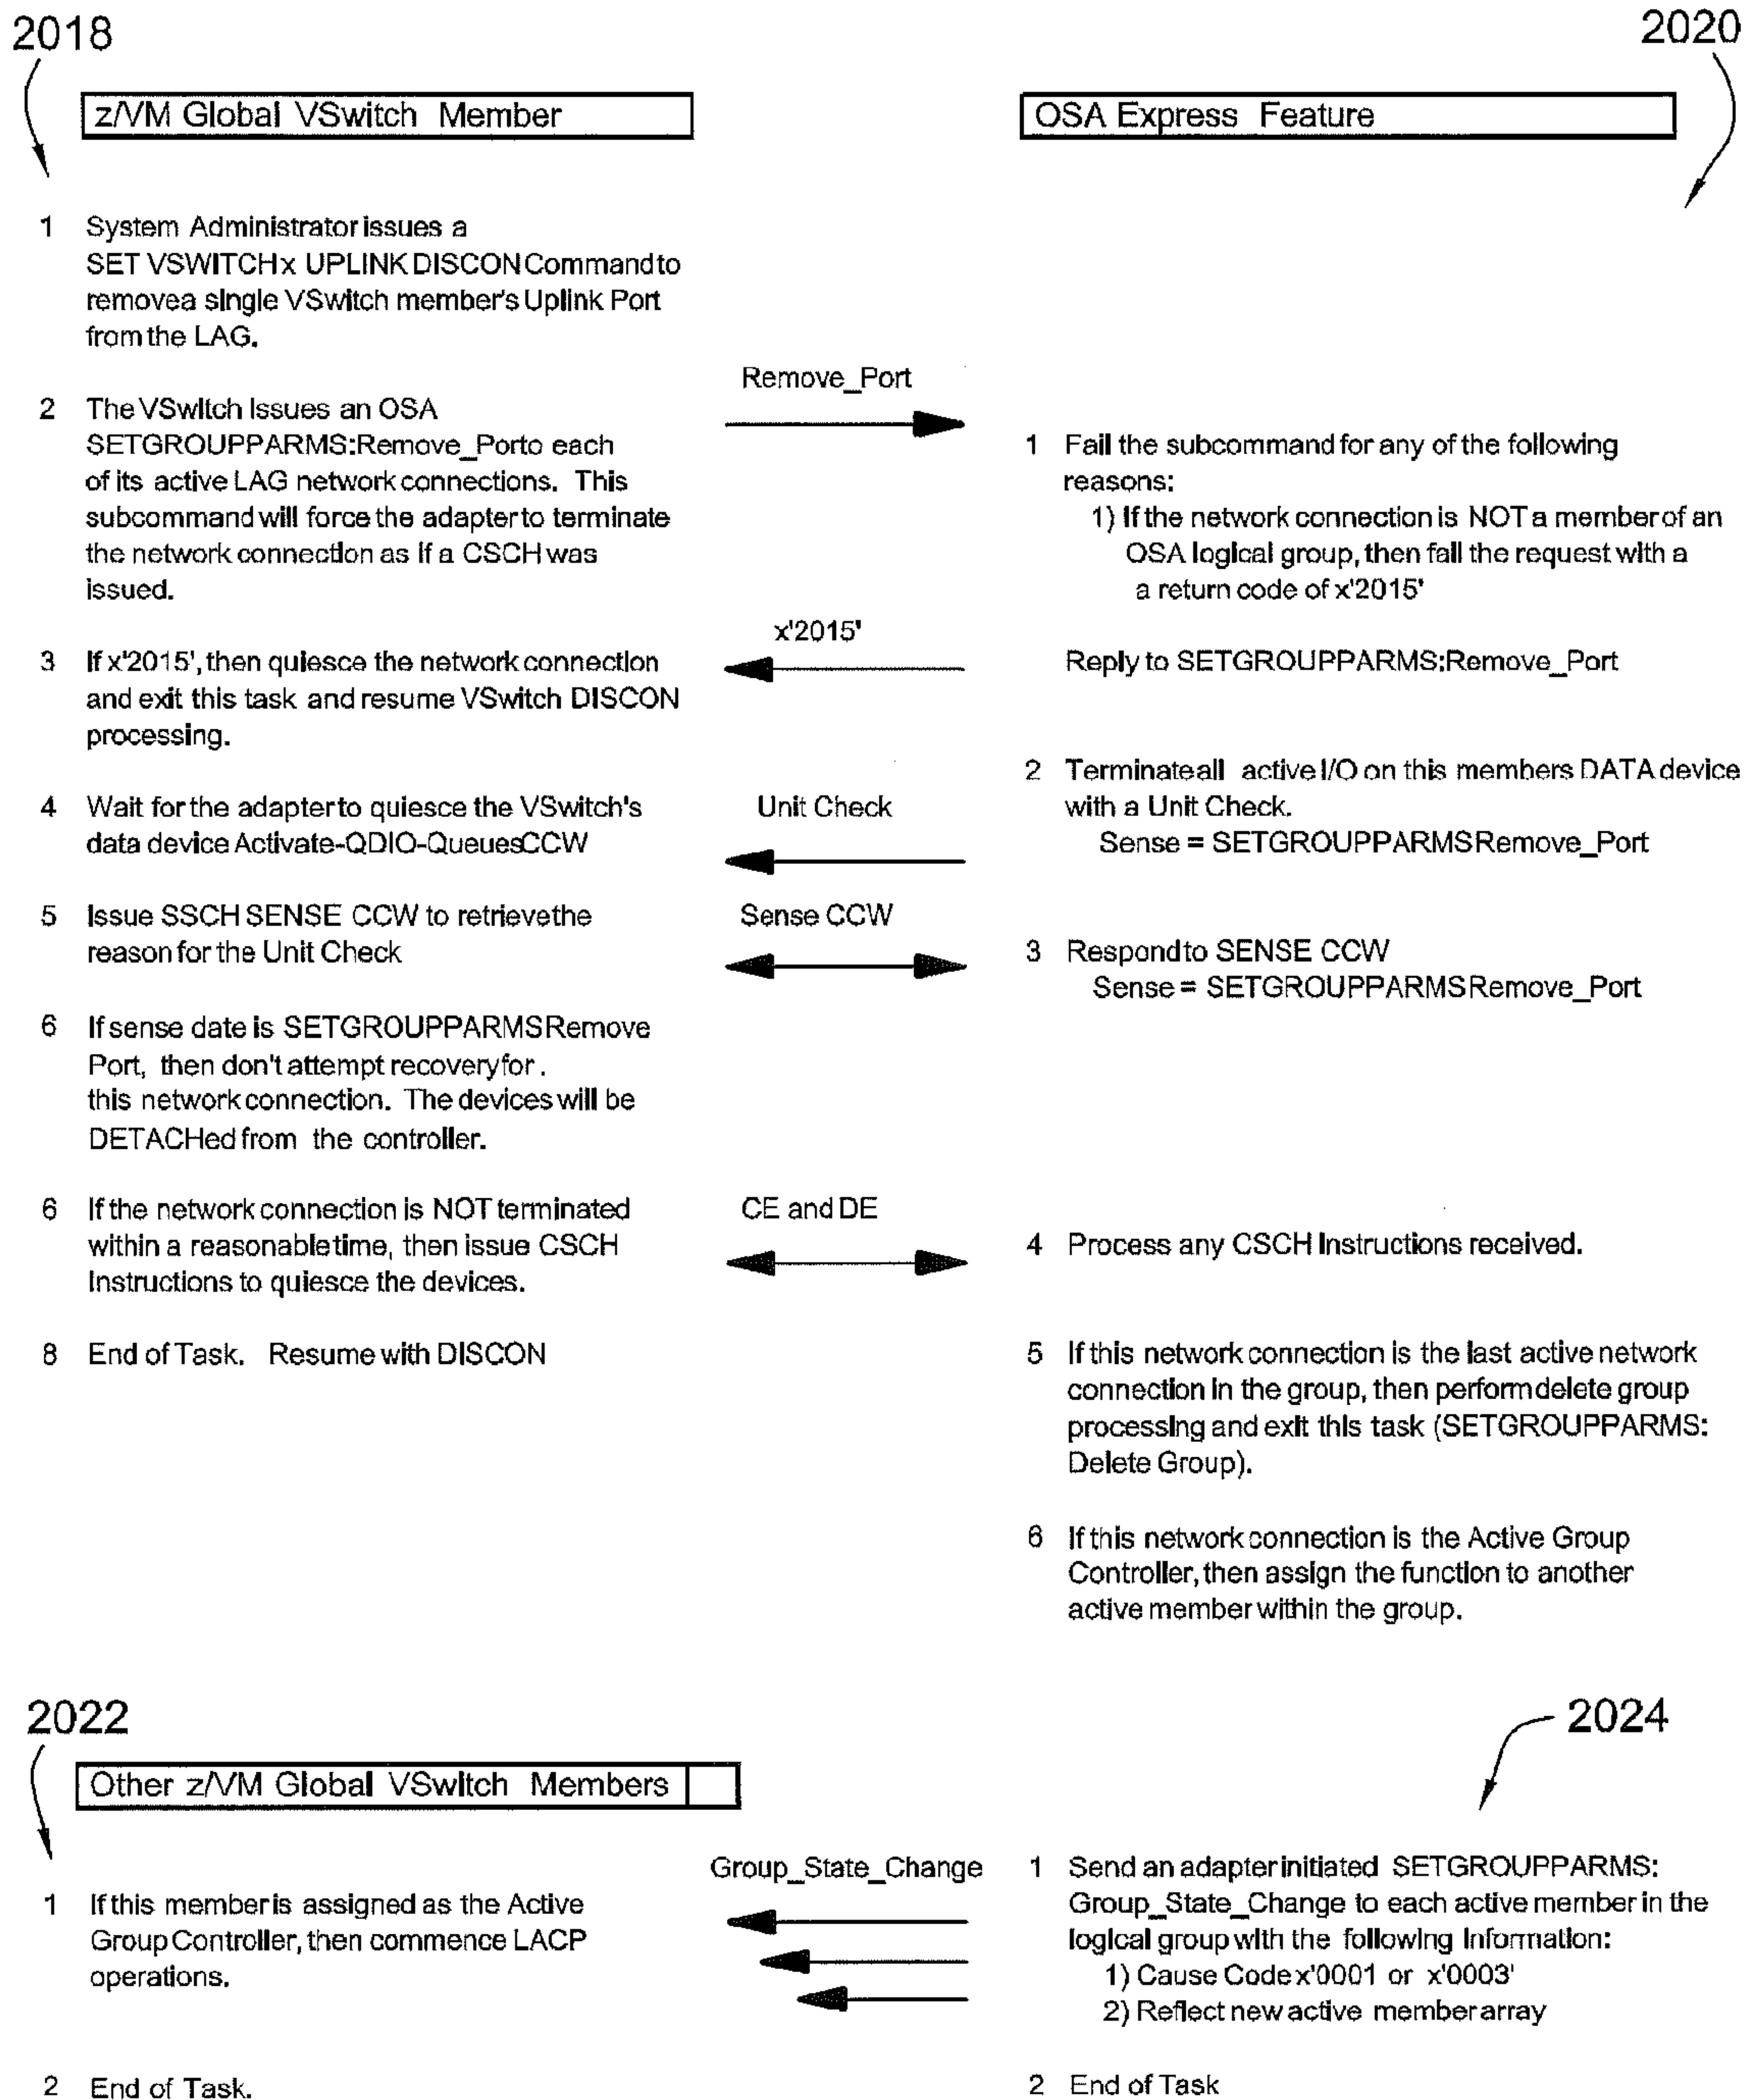 2018
2020
z/VM Global VSwitch Member
OSA Express Feature
1 System Administrator issues a
SET VSWITCH x UPLINK DISCON Command to
remove a single VSwitch member's Uplink Port
from the LAG.
2 The VSwitch Issues an OSA
SETGROUPPARMS:Remove_Porto each
of its active LAG network connections. This
subcommand will force the adapter to terminate
the network connection as if a CSCH was
issued.
Remove_Port
1 Fail the subcommand for any of the following
reasons:
1) If the network connection is NOT a member of an
OSA logical group, then fail the request with a
a return code of x'2015'
3 If x'2015', then quiesce the network connection
and exit this task and resume VSwitch DISCON
processing.
x'2015'
Reply to SETGROUPPARMS:Remove_Port
2 Terminate all active I/O on this members DATA device
with a Unit Check.
Sense = SETGROUPPARMS Remove_Port
4 Wait for the adapter to quiesce the VSwitch's
data device Activate-QDIO-Queues CCW
Unit Check
5 Issue SSCH SENSE CCW to retrieve the
reason for the Unit Check
Sense CCW
3 Respond to SENSE CCW
Sense = SETGROUPPARMS Remove_Port
6 If sense date is SETGROUPPARMS Remove
Port, then don't attempt recovery for .
this network connection. The devices will be
DETACHed from the controller.
6 If the network connection is NOT terminated
within a reasonable time, then issue CSCH
Instructions to quiesce the devices.
CE and DE
4 Process any CSCH Instructions received.
8 End of Task. Resume with DISCON
5 If this network connection is the last active network
connection in the group, then perform delete group
processing and exit this task (SETGROUPPARMS:
Delete Group).
6 If this network connection is the Active Group
Controller, then assign the function to another
active member within the group.
2022
2024
Other z/VM Global VSwitch Members
1 If this member is assigned as the Active
Group Controller, then commence LACP
operations.
Group_State_Change
1 Send an adapter initiated SETGROUPPARMS:
Group_State_Change to each active member in the
logical group with the following Information:
1) Cause Code x'0001 or x'0003'
2) Reflect new active member array
2 End of Task.
2 End of Task